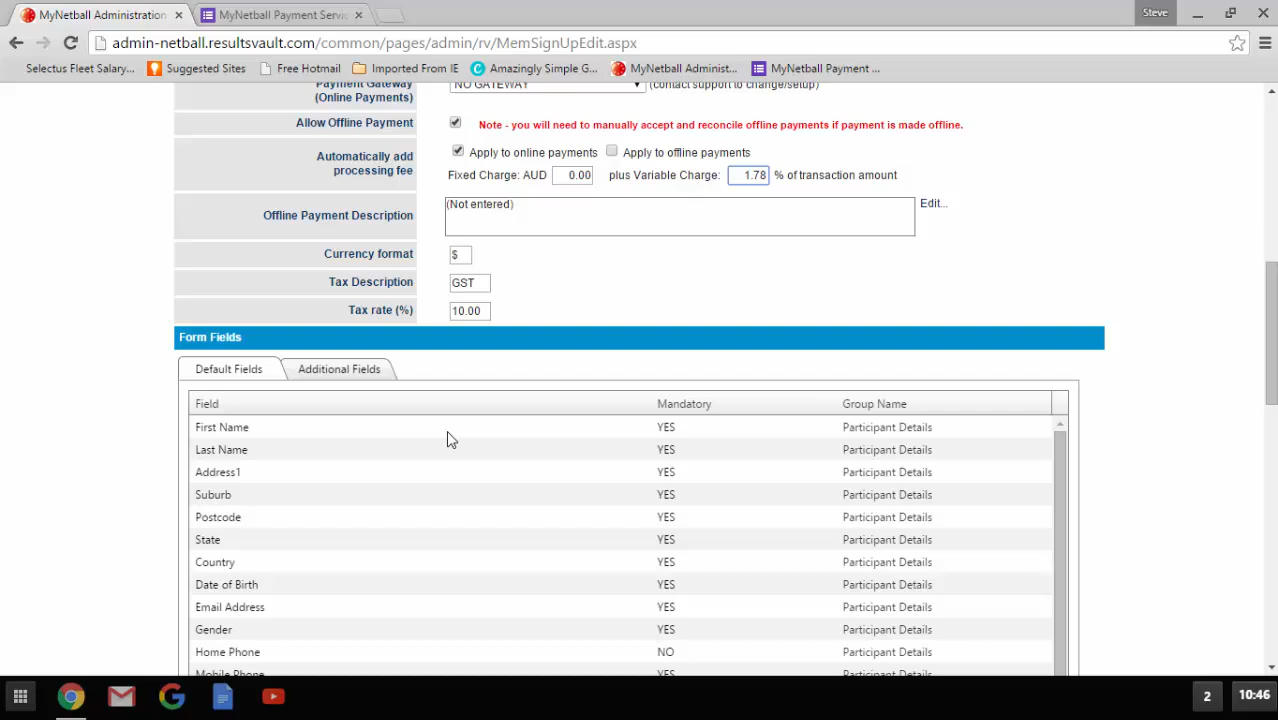 MyNetball Administration
MyNetball Payment Servic
Steve
admin-netball.resultsvault.com/common/pages/admin/rv/MemSignUpEdit.aspx
Selectus Fleet Salary...
Suggested Sites
Free Hotmail
Imported From IE
Amazingly Simple G...
MyNetball Administ...
MyNetball Payment ...
Payment Gateway
(Online Payments)
NO GATEWAY
(contact support to change/setup)
Allow Offline Payment
Note - you will need to manually accept and reconcile offline payments if payment is made offline.
Automatically add
processing fee
Apply to online payments
Apply to offline payments
Fixed Charge: AUD 0.00 plus Variable Charge: 1.78 % of transaction amount
Offline Payment Description
(Not entered)
Edit...
Currency format
$
Tax Description
GST
Tax rate (%)
10.00
Form Fields
Default Fields
Additional Fields
Field Mandatory Group Name
First Name YES Participant Details
Last Name YES Participant Details
Address1 YES Participant Details
Suburb YES Participant Details
Postcode YES Participant Details
State YES Participant Details
Country YES Participant Details
Date of Birth YES Participant Details
Email Address YES Participant Details
Gender YES Participant Details
Home Phone NO Participant Details
Mobile Phone YES Participant Details
2
10:46